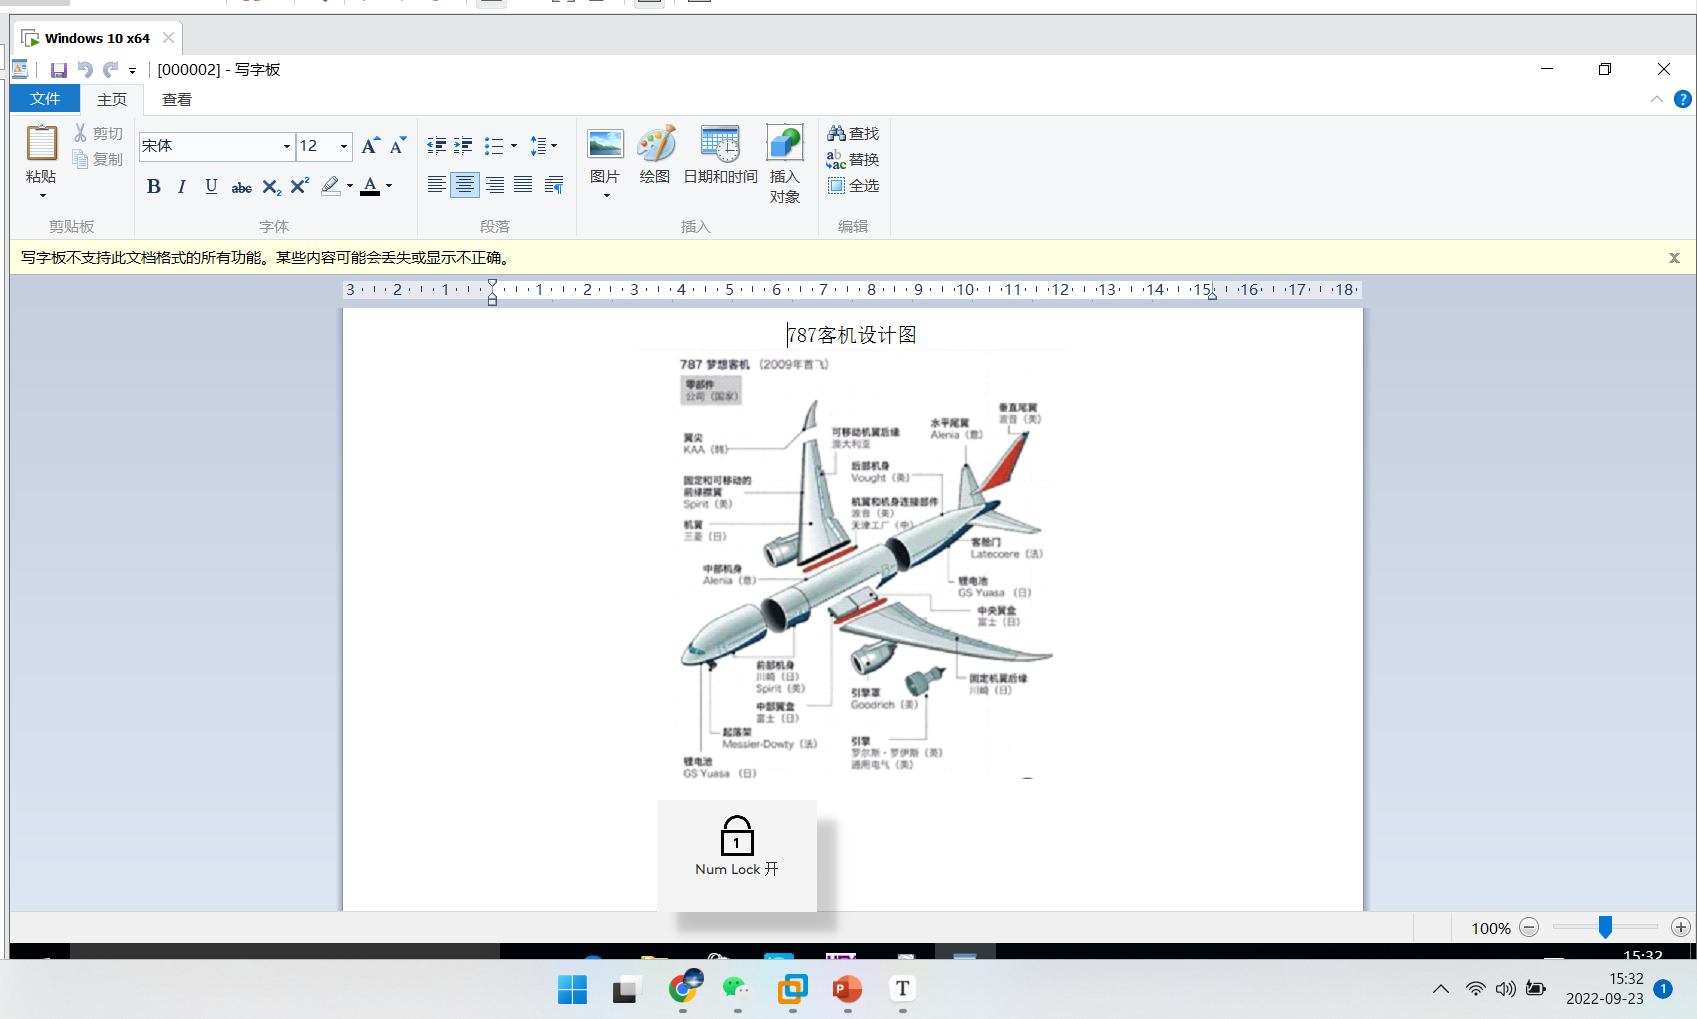 Windows 10 x64
[000002] - 写字板
文件 主页 查看
粘贴
剪切
复制
剪贴板
宋体 12
B I U abc X₂ X² A
字体
段落
图片
绘图
日期和时间
插入
对象
插入
查找
替换
全选
编辑
写字板不支持此文档格式的所有功能。某些内容可能会丢失或显示不正确。
3 2 1 1 2 3 4 5 6 7 8 9 10 11 12 13 14 15 16 17 18
787客机设计图
787 梦想客机 (2009年首飞)
零部件
公司 (国家)
翼尖
KAA (韩)
可移动机翼后缘
澳大利亚
水平尾翼
Alenia (意)
垂直尾翼
波音 (美)
固定和可移动的
前缘襟翼
Spirit (美)
后部机身
Vought (美)
机翼和机身连接部件
波音 (美)
天津工厂 (中)
机翼
三菱 (日)
客舱门
Latecoere (法)
中部机身
Alenia (意)
锂电池
GS Yuasa (日)
中央翼盒
富士 (日)
前部机身
川崎 (日)
Spirit (美)
固定机翼后缘
川崎 (日)
引擎罩
Goodrich (美)
中部翼盒
富士 (日)
起落架
Messier-Dowty (法)
引擎
罗尔斯·罗伊斯 (英)
通用电气 (美)
锂电池
GS Yuasa (日)
1
Num Lock 开
100%
15:32
15:32
2022-09-23
1